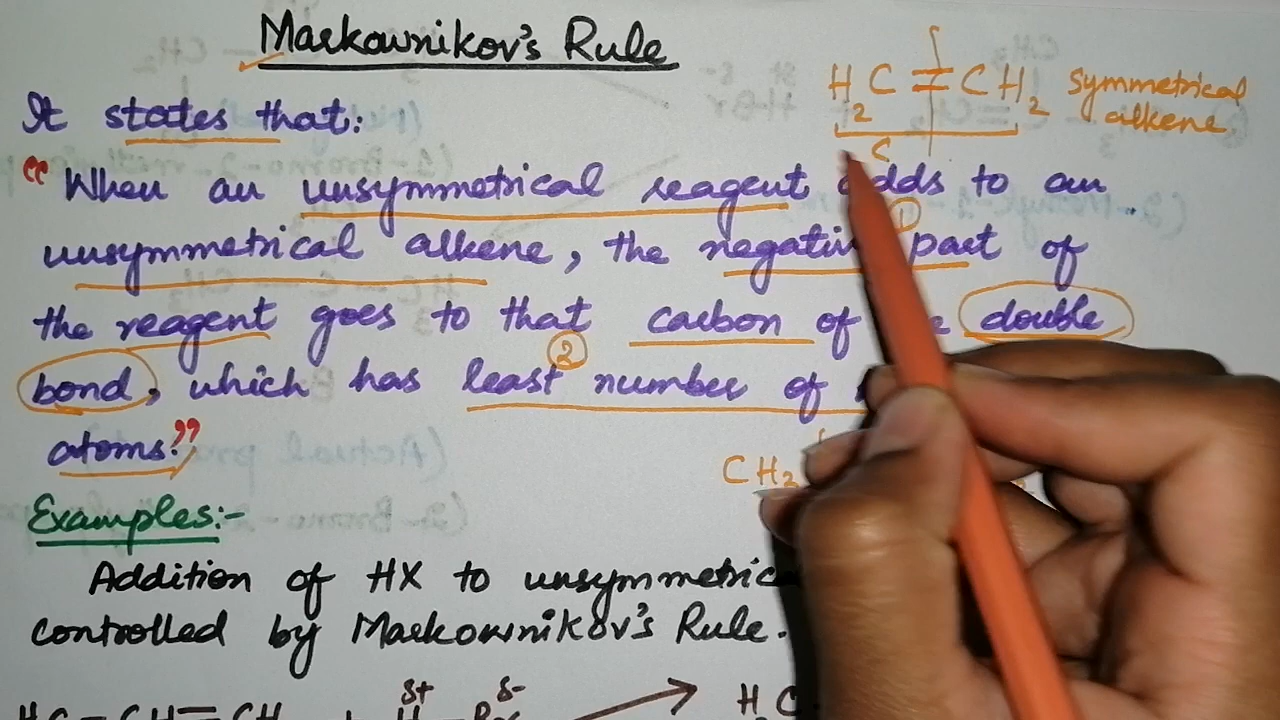 Markownikov's Rule
H2C=CH2 Symmetrical
alkene
It states that:
"When an unsymmetrical reagent adds to an
unsymmetrical alkene, the negative part of
the reagent goes to that carbon of double
bond, which has least number of
atoms."
CH2
Examples:-
Addition of HX to
controlled by Markownikov's Rule.
δ+ δ-